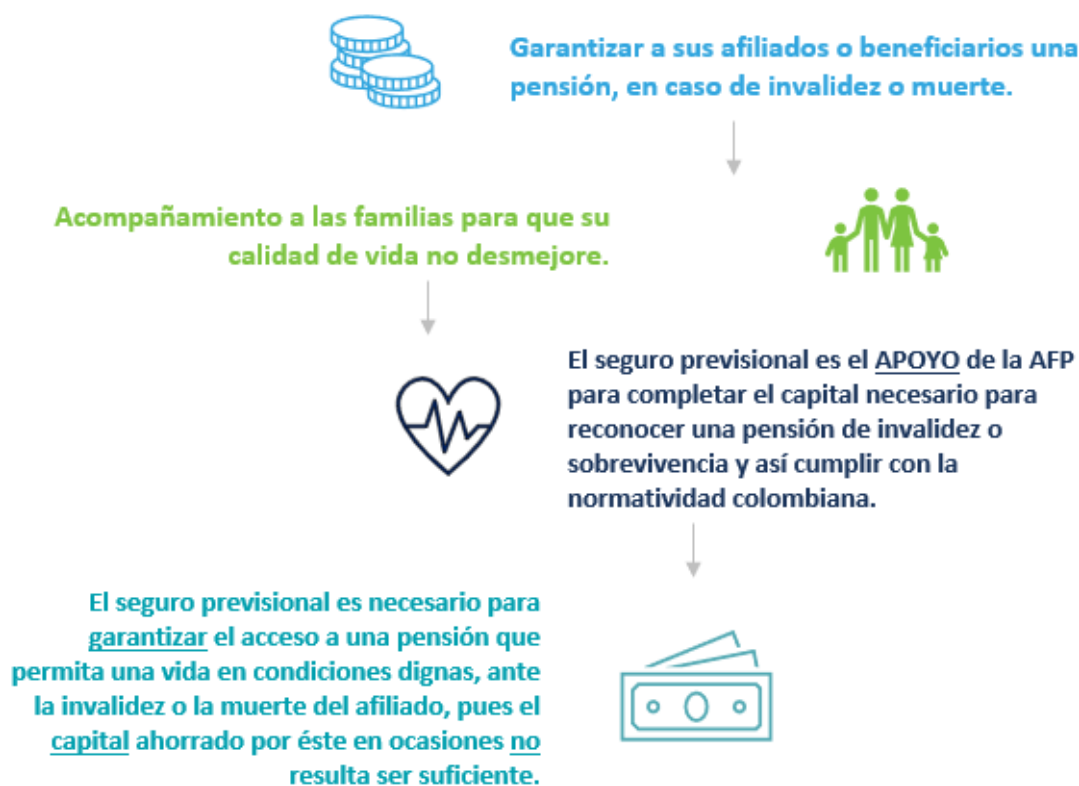 Garantizar a sus afiliados o beneficiarios una
pensión, en caso de invalidez o muerte.
Acompañamiento a las familias para que su
calidad de vida no desmejore.
El seguro previsional es el APOYO de la AFP
para completar el capital necesario para
reconocer una pensión de invalidez o
sobrevivencia y así cumplir con la
normatividad colombiana.
El seguro previsional es necesario para
garantizar el acceso a una pensión que
permita una vida en condiciones dignas, ante
la invalidez o la muerte del afiliado, pues el
capital ahorrado por éste en ocasiones no
resulta ser suficiente.